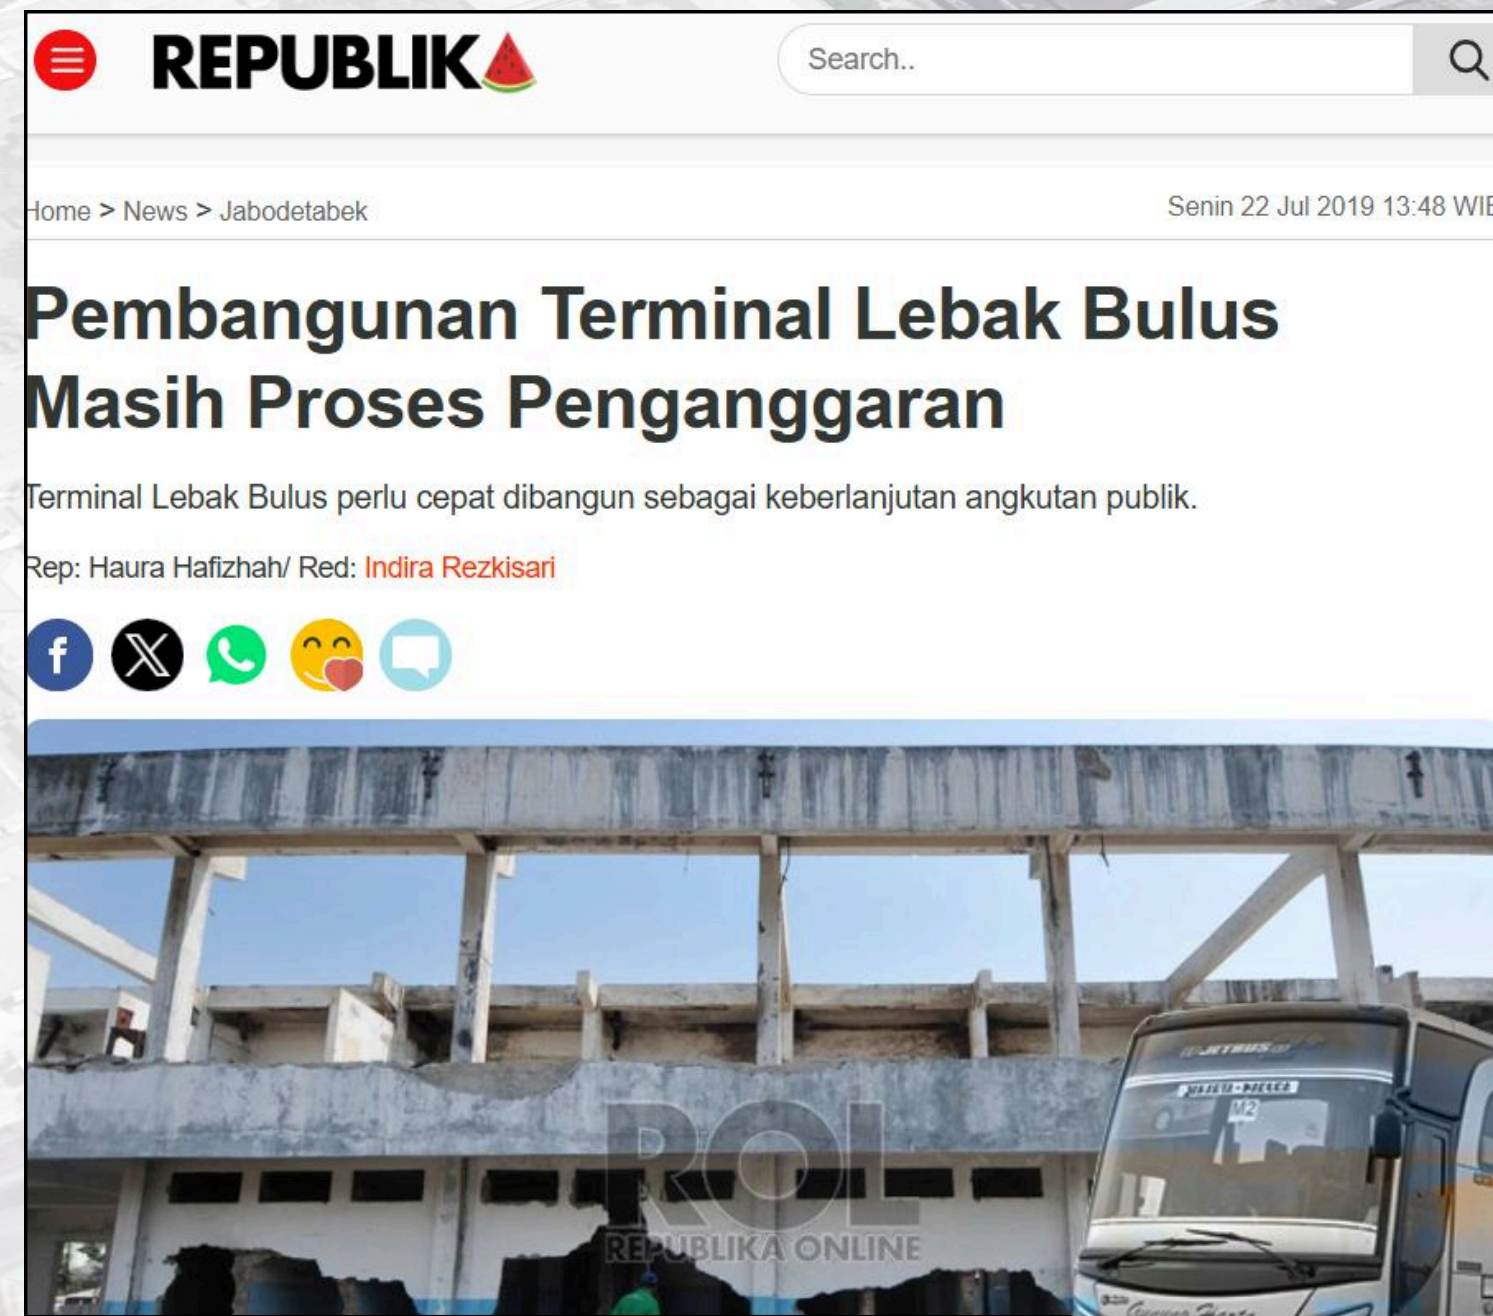 REPUBLIKA
Search..
Home > News > Jabodetabek
Senin 22 Jul 2019 13:48 WIB
Pembangunan Terminal Lebak Bulus
Masih Proses Penganggaran
Terminal Lebak Bulus perlu cepat dibangun sebagai keberlanjutan angkutan publik.
Rep: Haura Hafizhah/ Red: Indira Rezkisari
JETBUS
M2
ROL
REPUBLIKA ONLINE
Gunung Harta